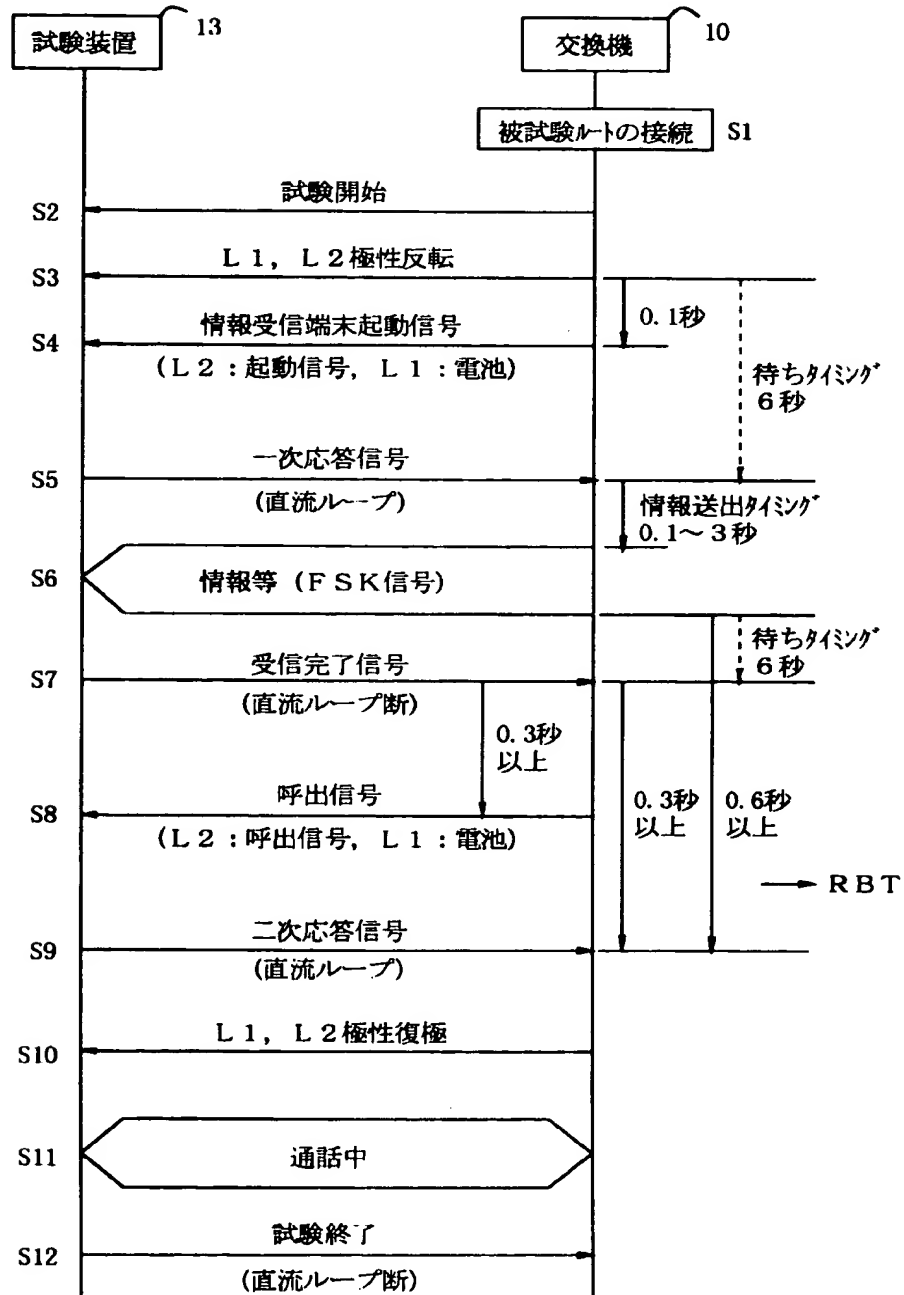 試験装置
13
交換機
10
被試験ルートの接続
S1
S2
試験開始
S3
L1, L2極性反転
0.1秒
S4
情報受信端末起動信号
(L2:起動信号, L1:電池)
待ちタイミング
6秒
S5
一次応答信号
(直流ループ)
情報送出タイミング
0.1~3秒
S6
情報等(FSK信号)
待ちタイミング
6秒
S7
受信完了信号
(直流ループ断)
0.3秒
以上
0.3秒
以上
0.6秒
以上
S8
呼出信号
(L2:呼出信号, L1:電池)
RBT
S9
二次応答信号
(直流ループ)
S10
L1, L2極性復極
S11
通話中
S12
試験終了
(直流ループ断)